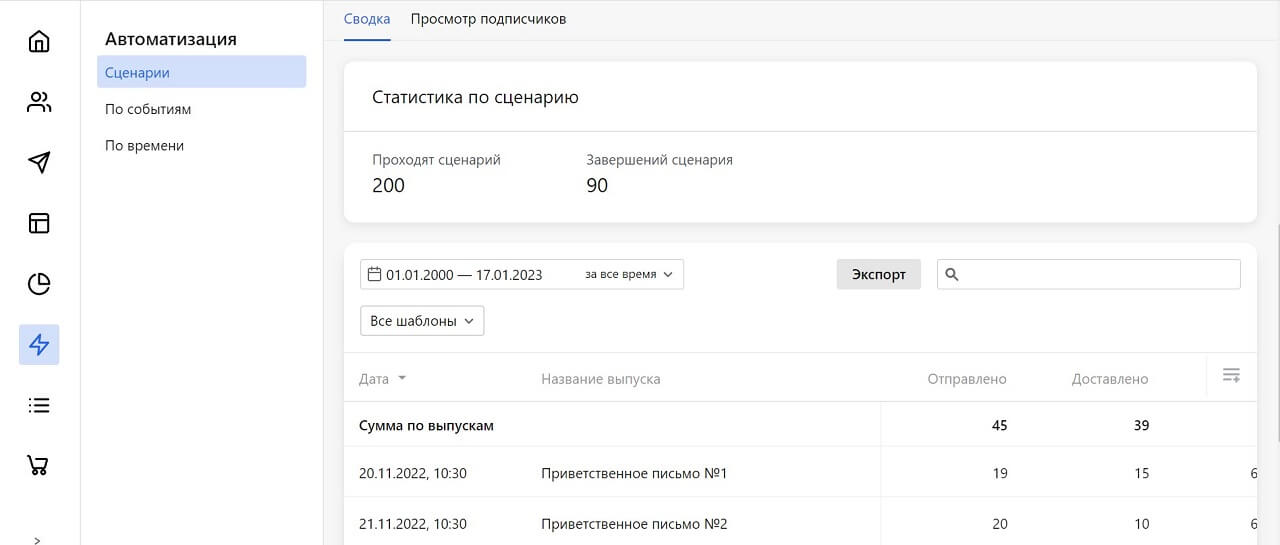 Сводка Просмотр подписчиков
Автоматизация
Сценарии
По событиям
По времени
Статистика по сценарию
Проходят сценарий Завершений сценария
200 90
01.01.2000 — 17.01.2023 за все время Экспорт
Все шаблоны
Дата Название выпуска Отправлено Доставлено
Сумма по выпускам 45 39
20.11.2022, 10:30 Приветственное письмо №1 19 15 6
21.11.2022, 10:30 Приветственное письмо №2 20 10 6